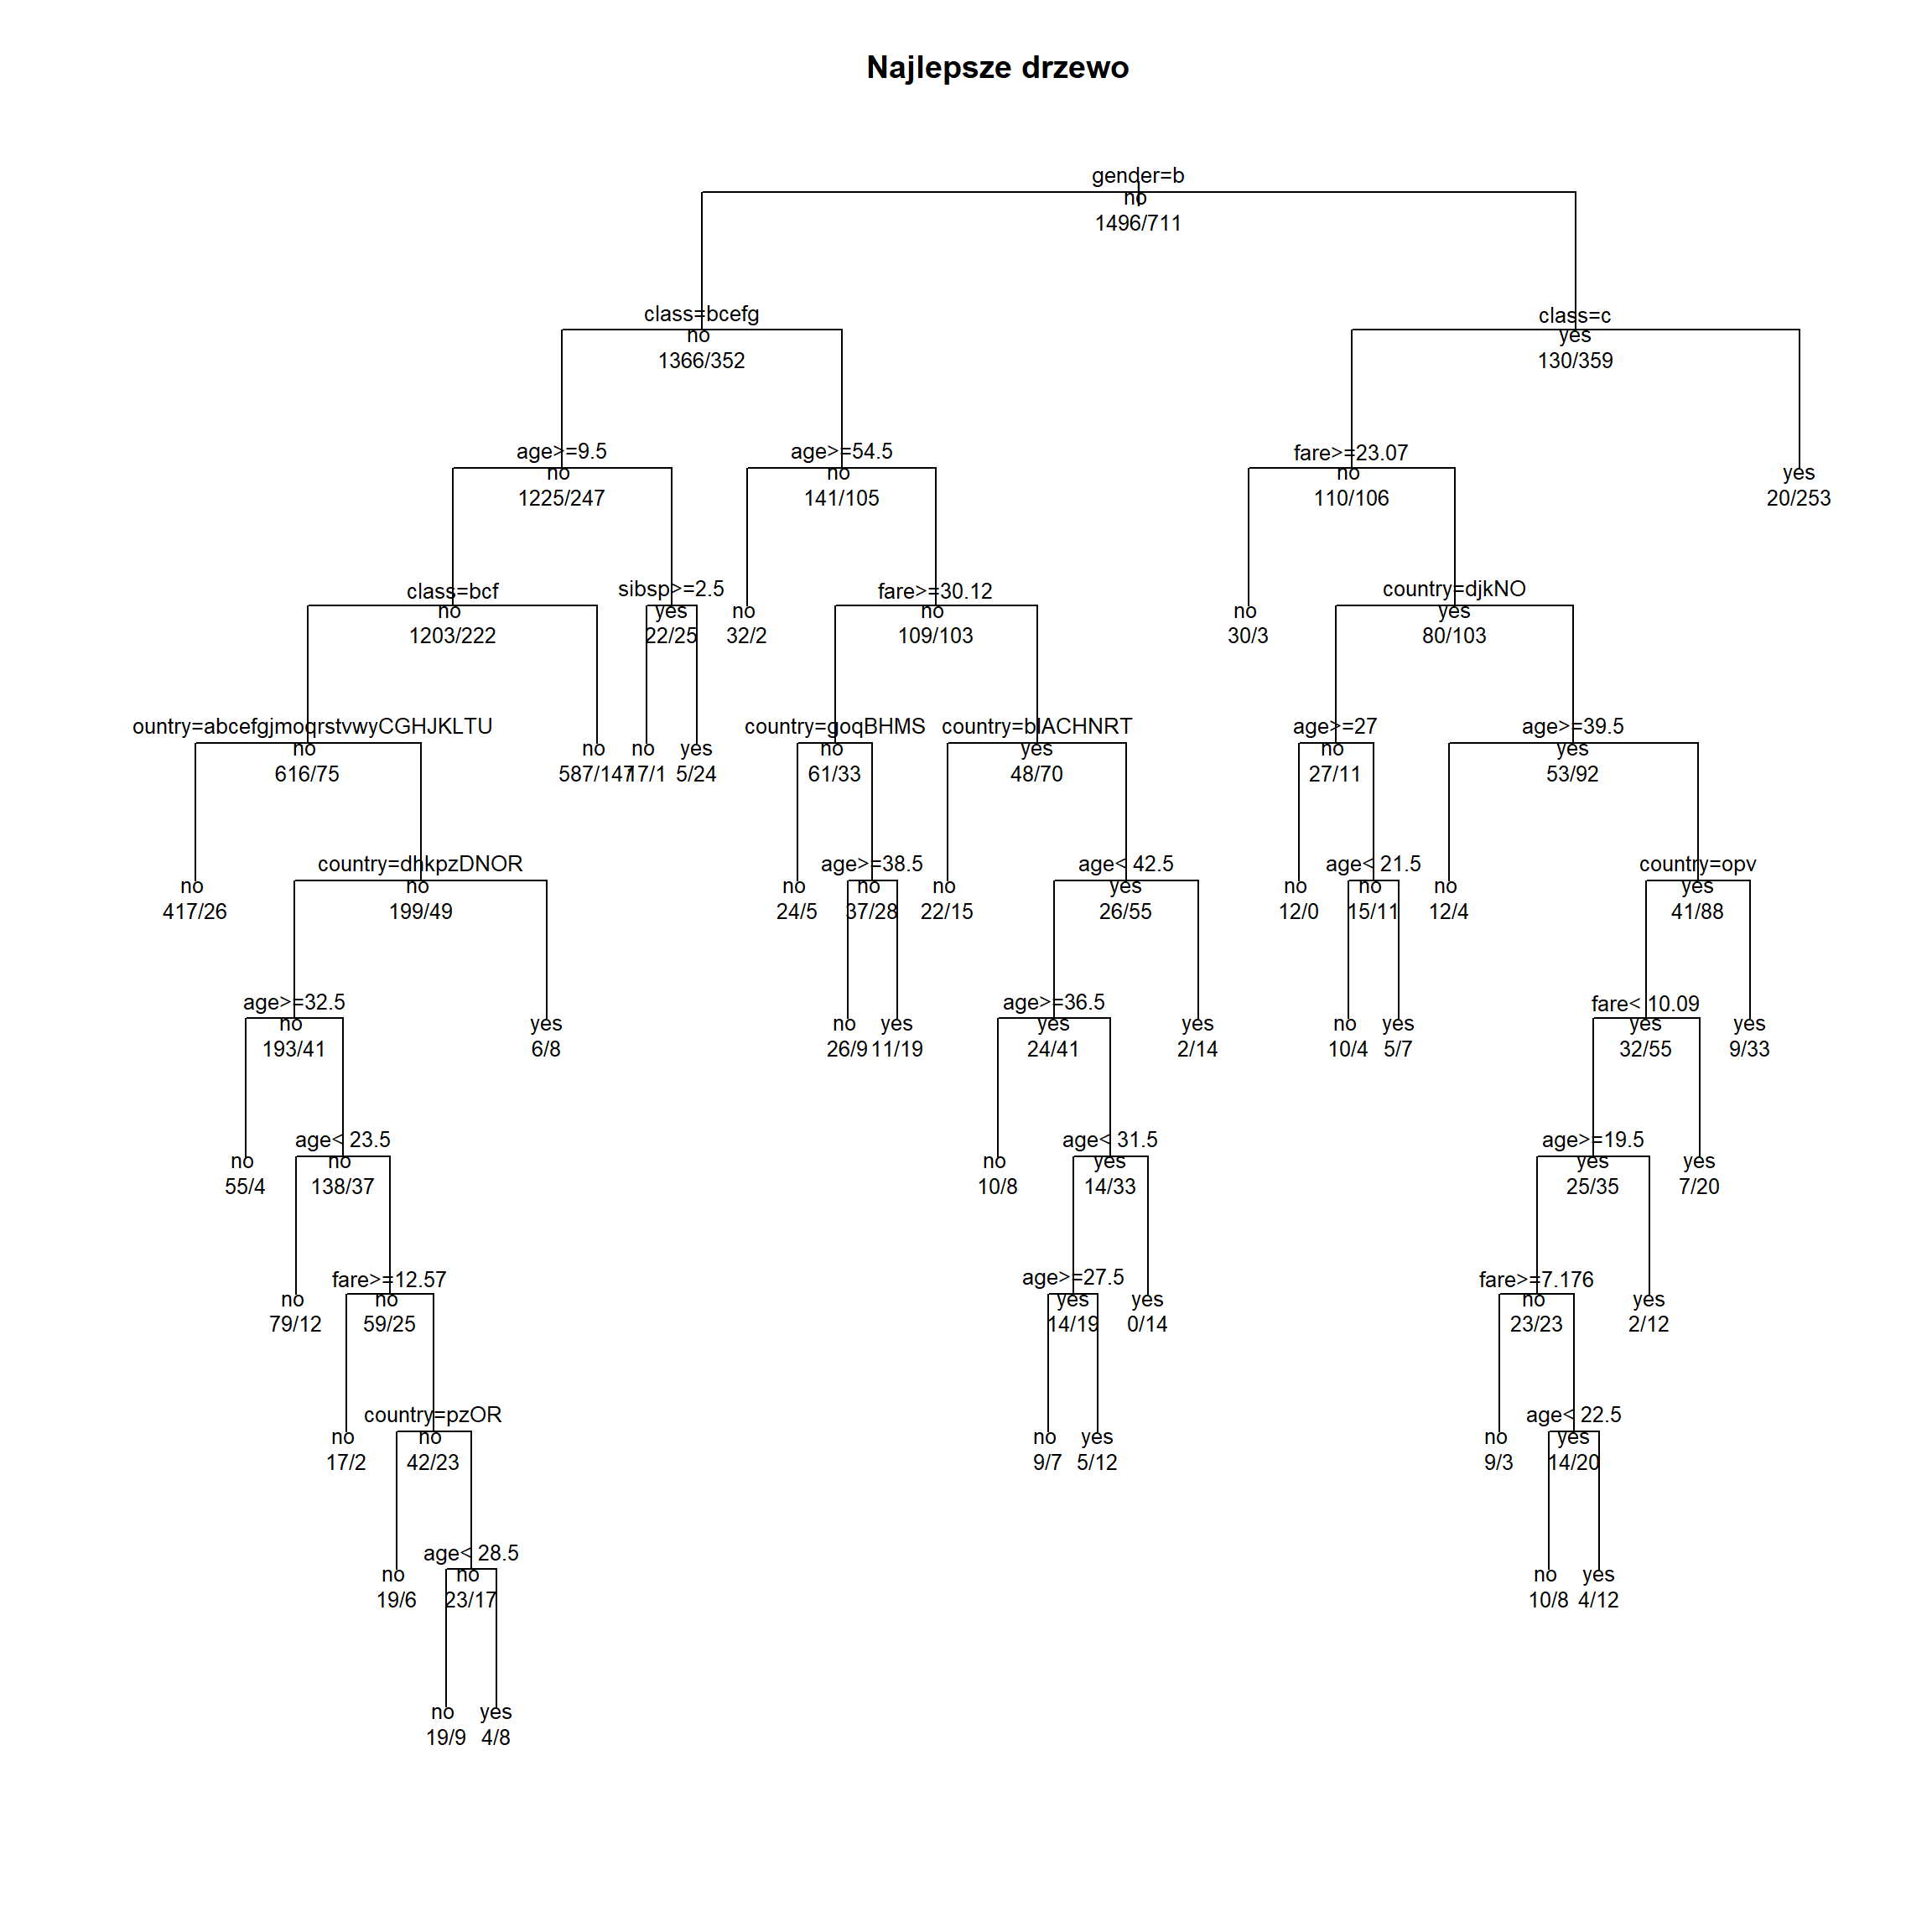 Najlepsze drzewo
gender=b
no
1496/711
class=bcefg
no
1366/352
class=c
yes
130/359
age>=9.5
no
1225/247
age>=54.5
no
141/105
fare>=23.07
no
110/106
yes
20/253
class=bcf
no
1203/222
sibsp>=2.5
yes
22/25
no
32/2
fare>=30.12
no
109/103
no
30/3
country=djkNO
yes
80/103
ountry=abcefgjmoqrstvwyCGHJKLTU
no
616/75
no
587/147
no
17/1
yes
5/24
country=goqBHMS
no
61/33
country=blACHNRT
yes
48/70
age>=27
no
27/11
age>=39.5
yes
53/92
no
417/26
country=dhkpzDNOR
no
199/49
no
24/5
age>=38.5
no
37/28
no
22/15
age< 42.5
yes
26/55
no
12/0
age< 21.5
no
15/11
no
12/4
country=opv
yes
41/88
age>=32.5
no
193/41
yes
6/8
no
26/9
yes
11/19
age>=36.5
yes
24/41
yes
2/14
no
10/4
yes
5/7
fare< 10.09
yes
32/55
yes
9/33
no
55/4
age< 23.5
no
138/37
no
10/8
age< 31.5
yes
14/33
age>=19.5
yes
25/35
yes
7/20
no
79/12
fare>=12.57
no
59/25
age>=27.5
yes
14/19
yes
0/14
fare>=7.176
no
23/23
yes
2/12
no
17/2
country=pzOR
no
42/23
no
9/7
yes
5/12
no
9/3
age< 22.5
yes
14/20
no
19/6
age< 28.5
no
23/17
no
10/8
yes
4/12
no
19/9
yes
4/8